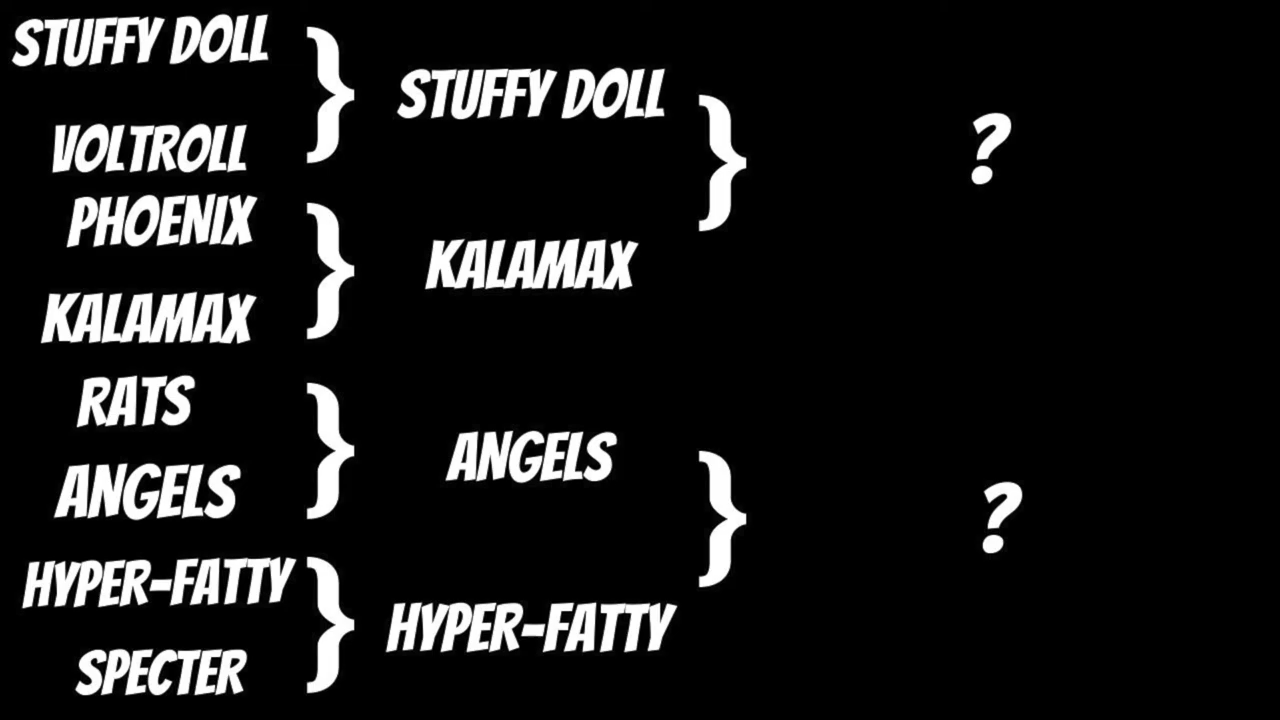 STUFFY DOLL
VOLTROLL
PHOENIX
KALAMAX
RATS
ANGELS
HYPER-FATTY
SPECTER
STUFFY DOLL
KALAMAX
ANGELS
HYPER-FATTY
?
?